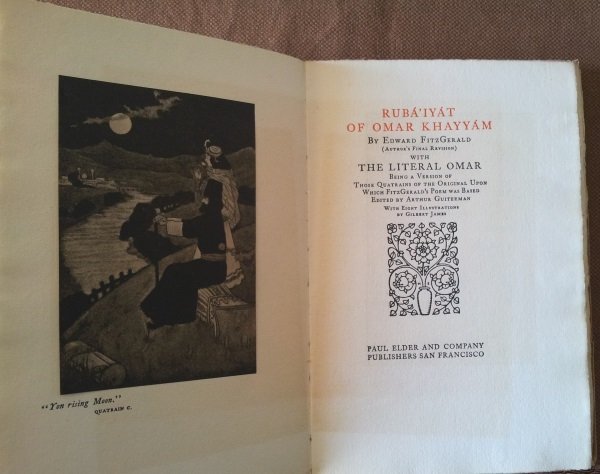 "Yon rising Moon."
QUATRAIN C.
RUBÁ'IYÁT
OF OMAR KHAYYÁM
BY EDWARD FITZGERALD
(AUTHOR'S FINAL REVISION)
WITH
THE LITERAL OMAR
BEING A VERSION OF
THOSE QUATRAINS OF THE ORIGINAL UPON
WHICH FITZGERALD'S POEM WAS BASED
EDITED BY ARTHUR GUITERMAN
WITH EIGHT ILLUSTRATIONS
BY GILBERT JAMES
PAUL ELDER AND COMPANY
PUBLISHERS SAN FRANCISCO